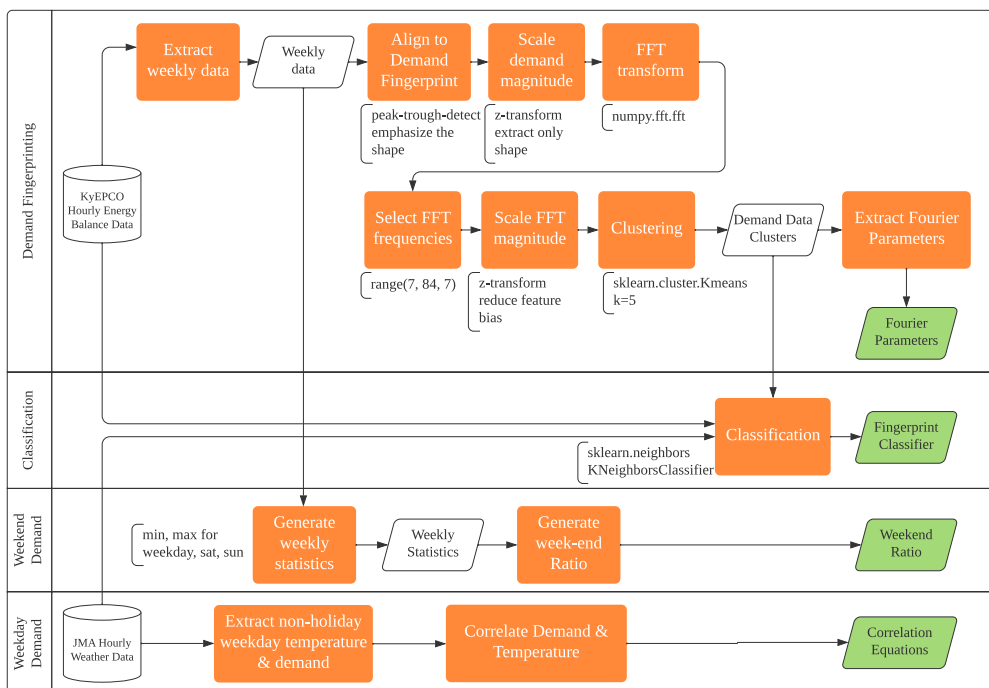 Demand Fingerprinting
Extract
weekly data
Weekly
data
Align to
Demand
Fingerprint
Scale
demand
magnitude
FFT
transform
peak-trough-detect
emphasize the
shape
z-transform
extract only
shape
numpy.fft.fft
KyEPCO
Hourly Energy
Balance Data
Select FFT
frequencies
Scale FFT
magnitude
Clustering
Demand Data
Clusters
Extract Fourier
Parameters
range(7, 84, 7)
z-transform
reduce feature
bias
sklearn.cluster.Kmeans
k=5
Fourier
Parameters
Classification
Classification
Fingerprint
Classifier
sklearn.neighbors
KNeighborsClassifier
Weekend
Demand
min, max for
weekday, sat, sun
Generate
weekly
statistics
Weekly
Statistics
Generate
week-end
Ratio
Weekend
Ratio
Weekday
Demand
JMA Hourly
Weather Data
Extract non-holiday
weekday temperature
& demand
Correlate Demand &
Temperature
Correlation
Equations